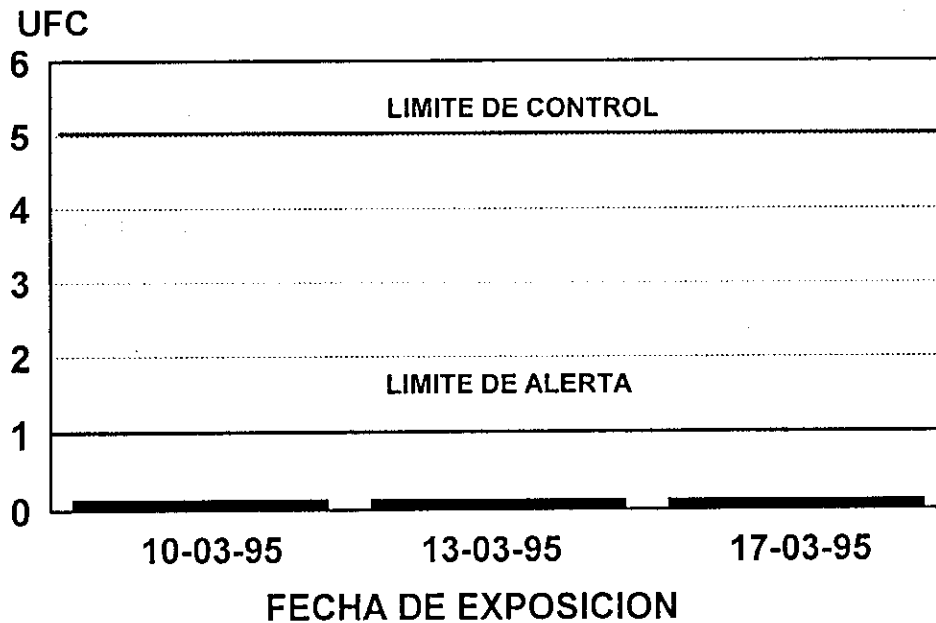 UFC
6
LIMITE DE CONTROL
5
4
3
2
LIMITE DE ALERTA
1
0
10-03-95 13-03-95 17-03-95
FECHA DE EXPOSICION